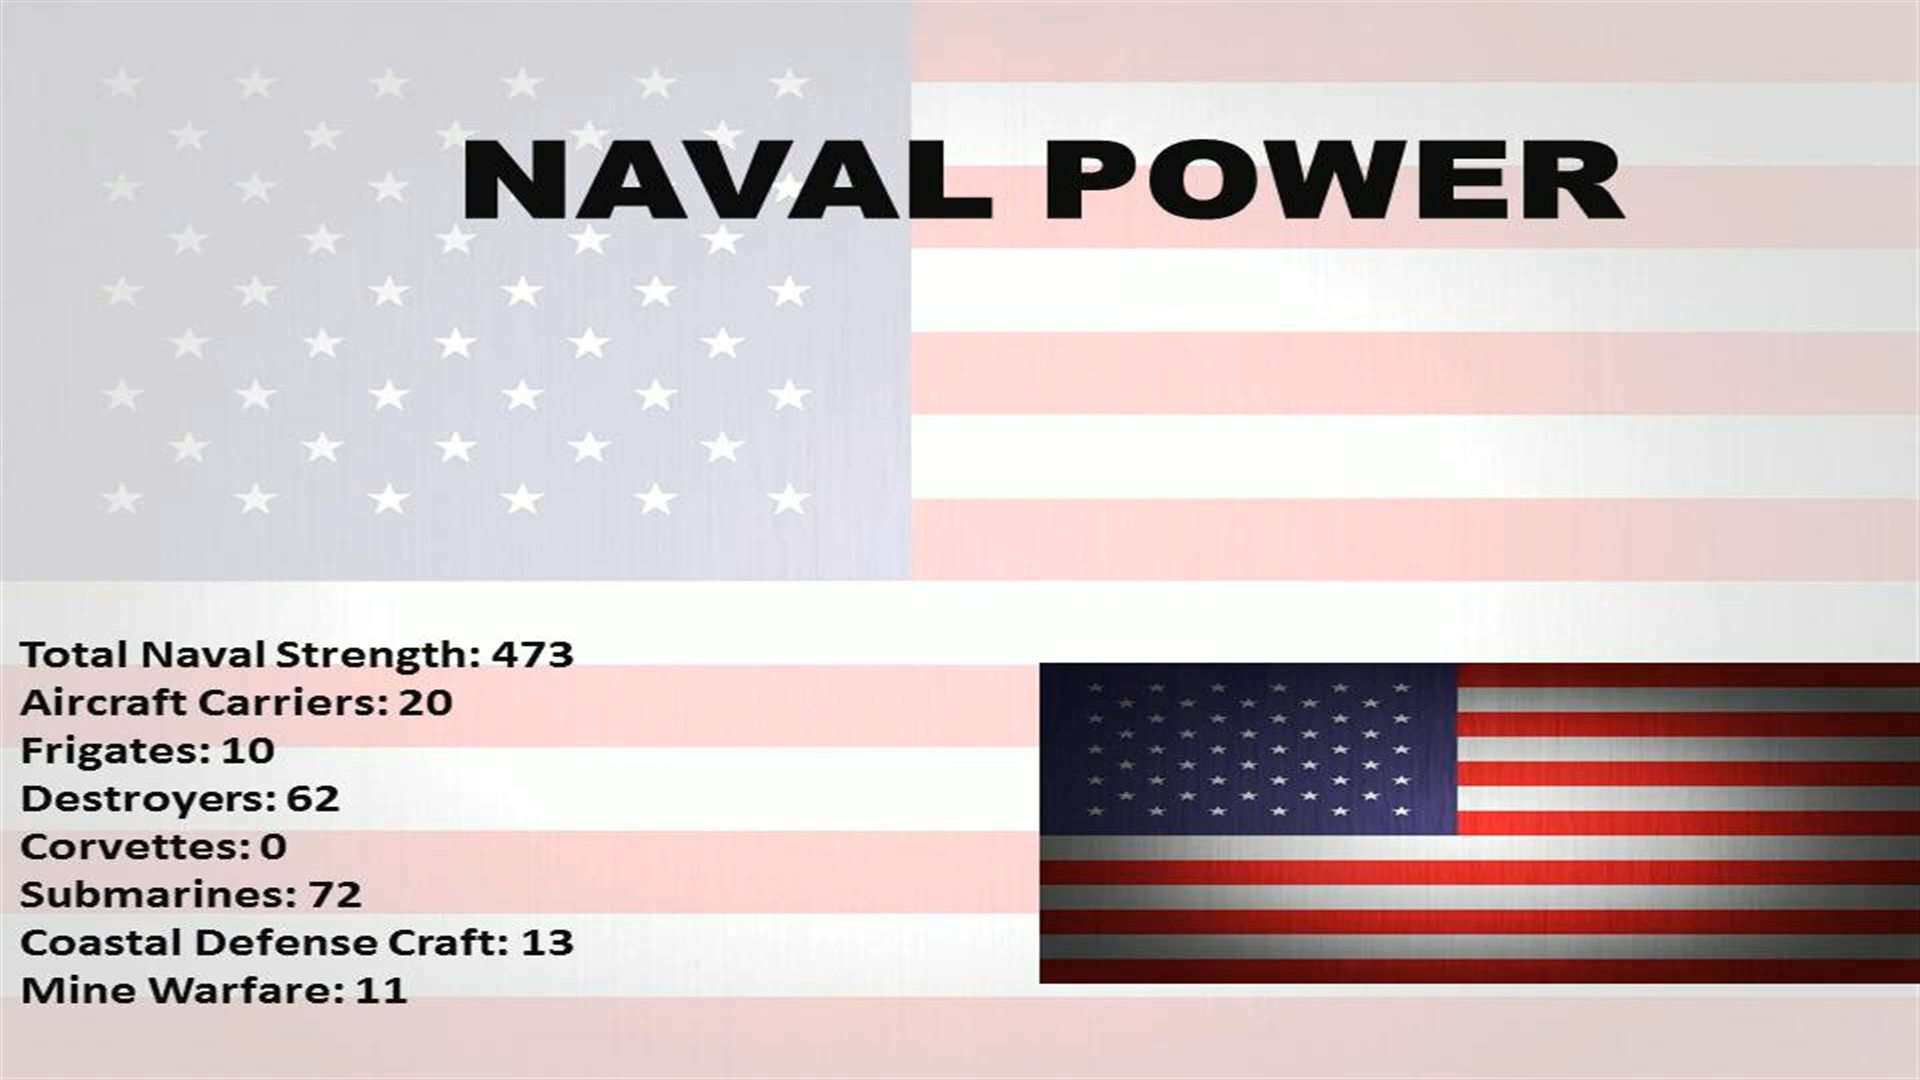 NAVAL POWER
Total Naval Strength: 473
Aircraft Carriers: 20
Frigates: 10
Destroyers: 62
Corvettes: 0
Submarines: 72
Coastal Defense Craft: 13
Mine Warfare: 11